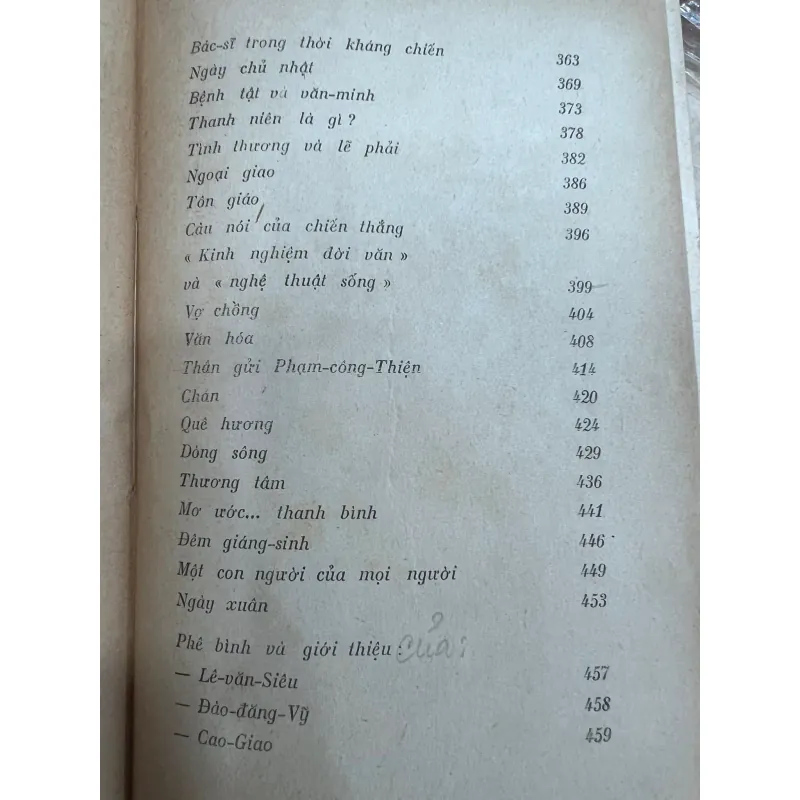 Bác-sĩ trong thời kháng chiến 363
Ngày chủ nhật 369
Bệnh tật và văn-minh 373
Thanh niên là gì ? 378
Tình thương và lẽ phải 382
Ngoại giao 386
Tôn giáo 389
Câu nói của chiến thắng 396
« Kinh nghiệm đời văn »
và « nghệ thuật sống » 399
Vợ chồng 404
Văn hóa 408
Thân gửi Phạm-công-Thiện 414
Chán 420
Quê hương 424
Dòng sông 429
Thương tâm 436
Mơ ước... thanh bình 441
Đêm giáng-sinh 446
Một con người của mọi người 449
Ngày xuân 453
Phê bình và giới thiệu : của :
— Lê-văn-Siêu 457
— Đào-đăng-Vỹ 458
— Cao-Giao 459